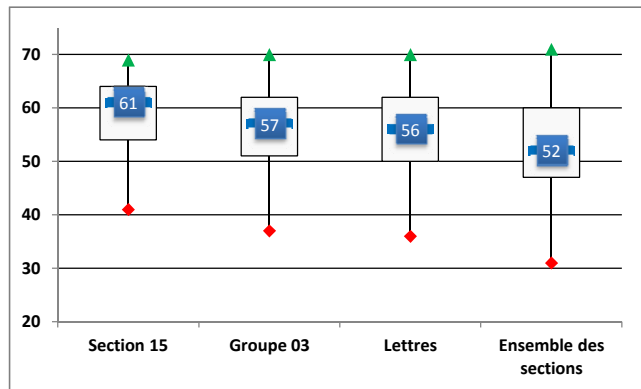 70
60
50
40
30
20
61
57
56
52
Section 15
Groupe 03
Lettres
Ensemble des
sections